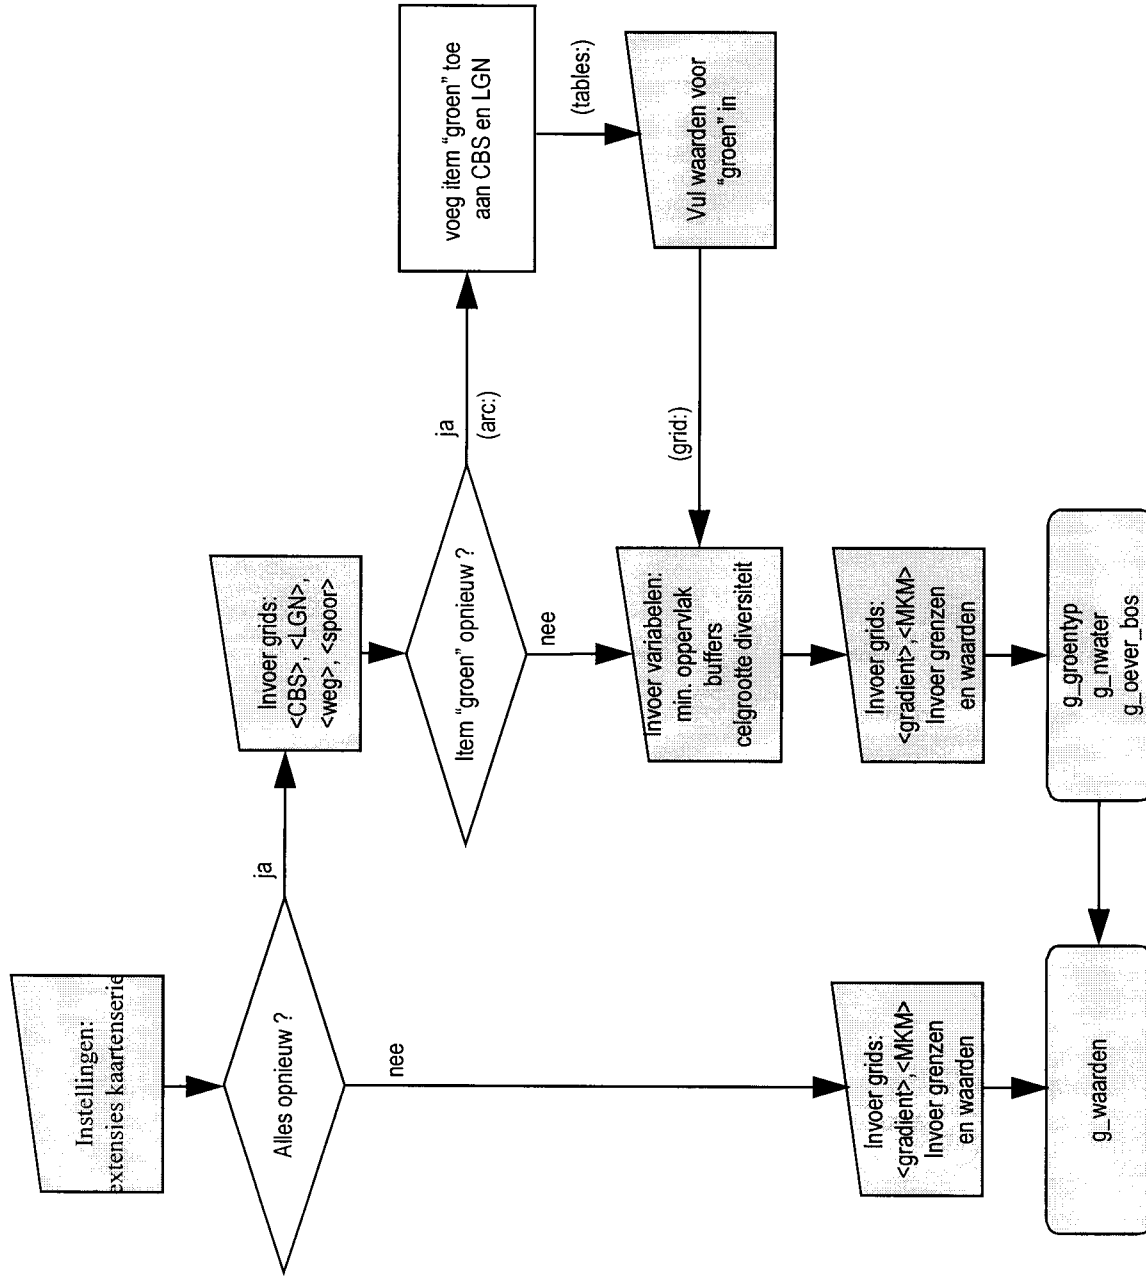 Instellingen:
extensies kaartenserie
Alles opnieuw ?
ja
nee
Invoer grids:
<CBS>, <LGN>,
<weg>, <spoor>
Item “groen” opnieuw ?
ja
(arc:)
nee
voeg item “groen” toe
aan CBS en LGN
(tables:)
Vul waarden voor
“groen” in
(grid:)
Invoer variabelen:
min. oppervlak
buffers
celgrootte diversiteit
Invoer grids:
<gradient>,<MKM>
Invoer grenzen
en waarden
g_groentyp
g_nwater
g_oever_bos
Invoer grids:
<gradient>,<MKM>
Invoer grenzen
en waarden
g_waarden